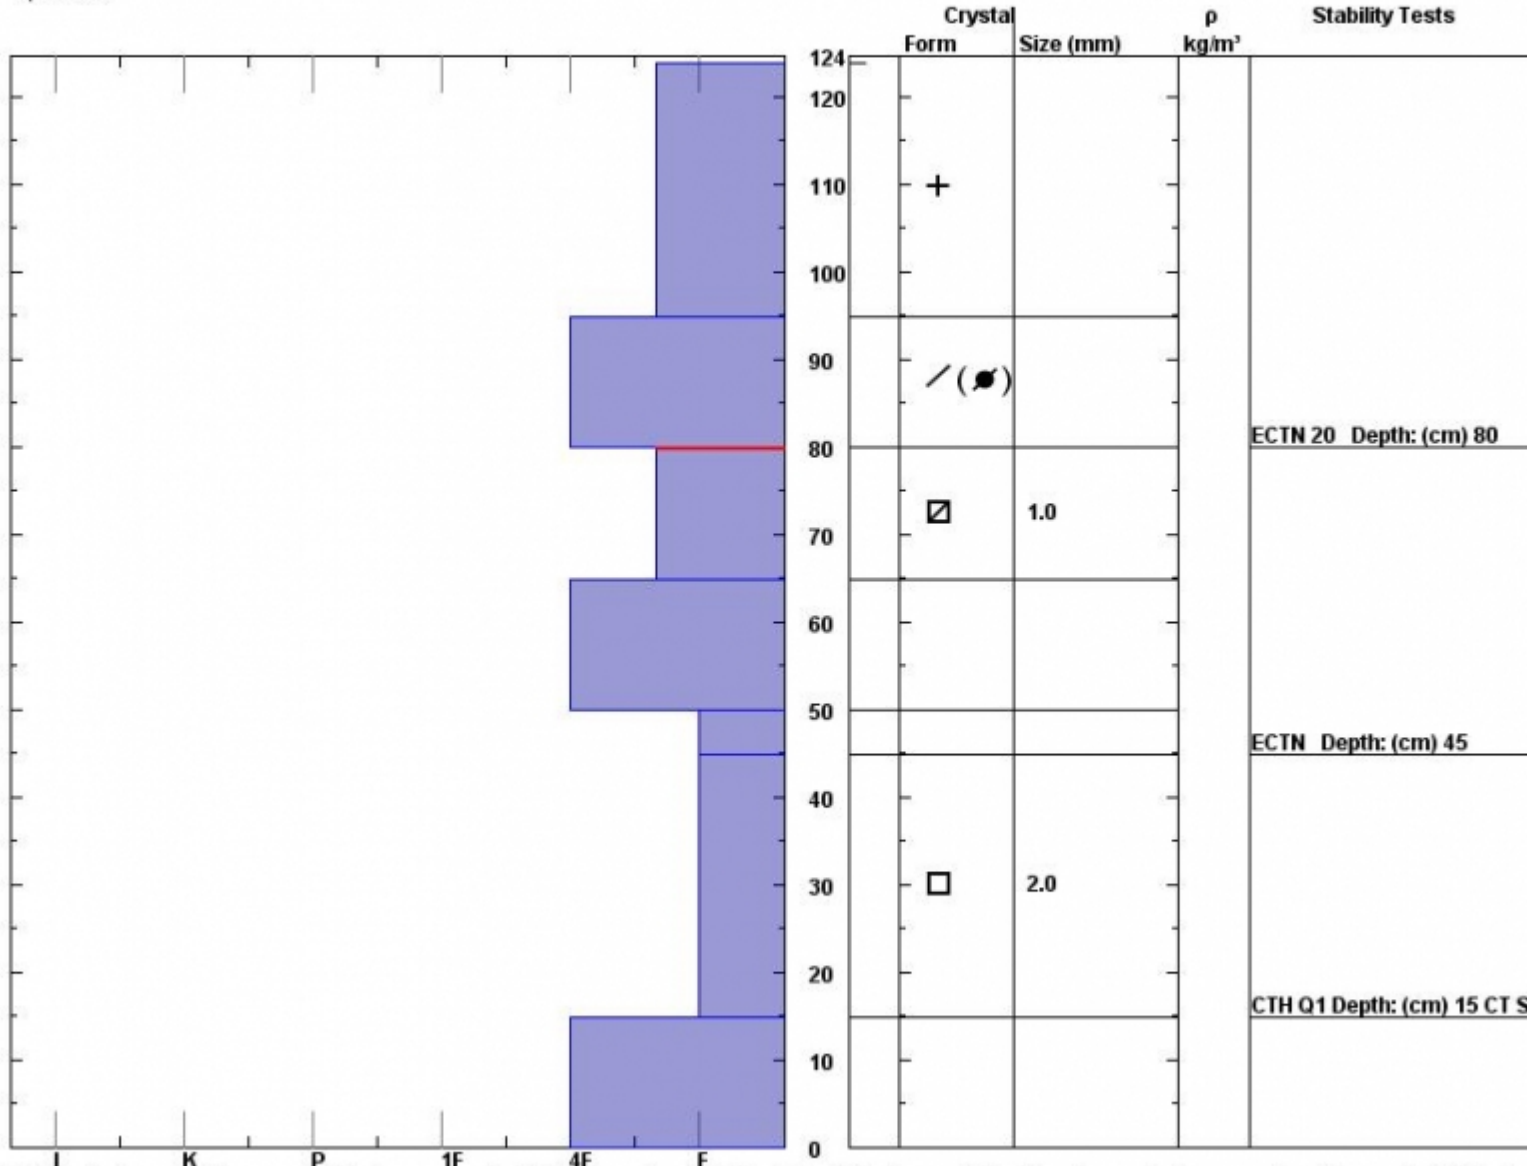 Crystal ρ Stability Tests
Form Size (mm) kg/m³
124
120
110
100
90
80 ECTN 20 Depth: (cm) 80
70 1.0
60
50
ECTN Depth: (cm) 45
40
30 2.0
20
CTH Q1 Depth: (cm) 15 CT S
10
0
I K P 1F 4F F